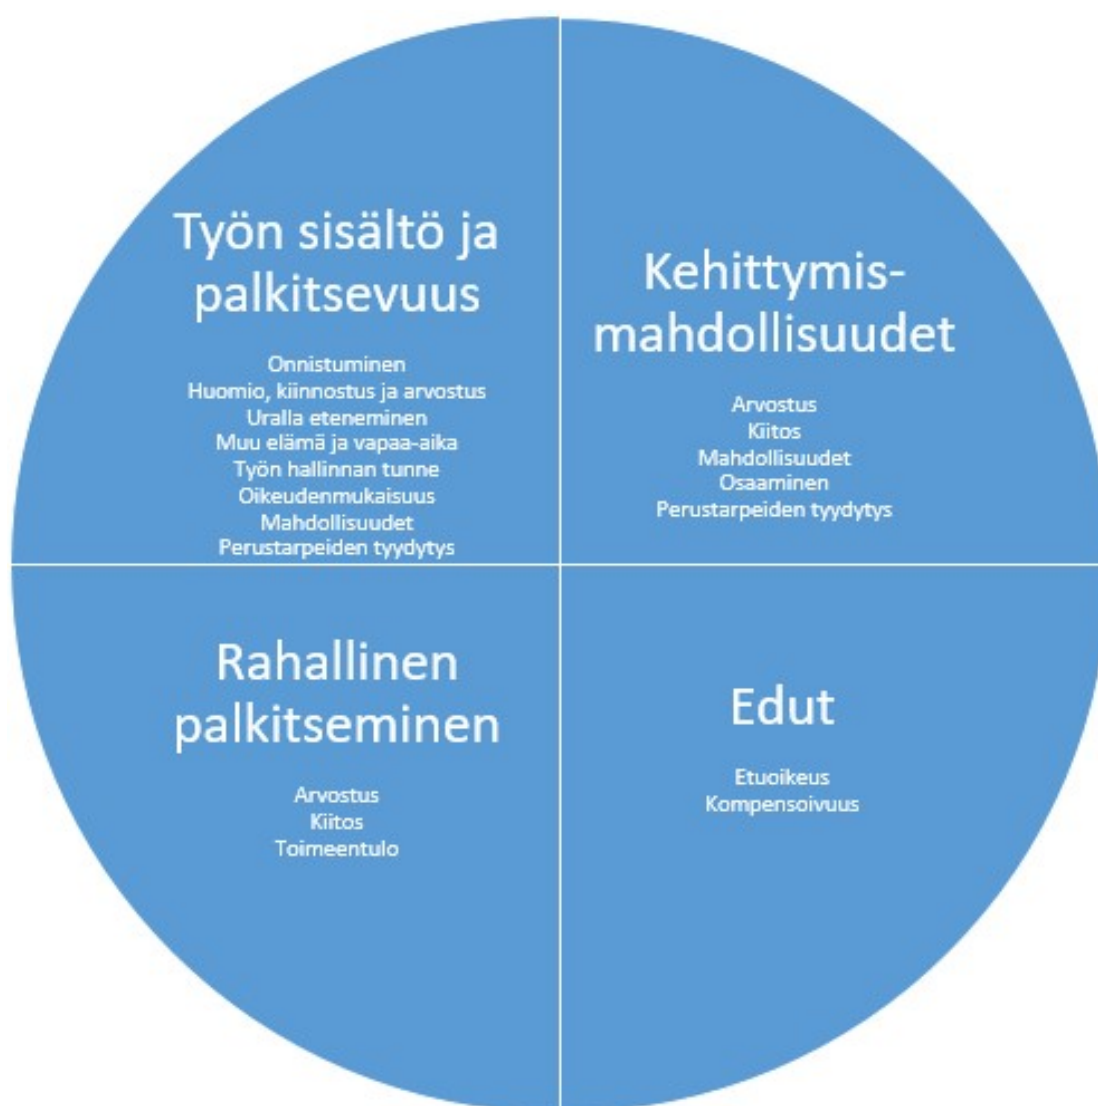 Työn sisältö ja
palkitsevuus
Onnistuminen
Huomio, kiinnostus ja arvostus
Uralla eteneminen
Muu elämä ja vapaa-aika
Työn hallinnan tunne
Oikeudenmukaisuus
Mahdollisuudet
Perustarpeiden tyydytys
Kehittymis-
mahdollisuudet
Arvostus
Kiitos
Mahdollisuudet
Osaaminen
Perustarpeiden tyydytys
Rahallinen
palkitseminen
Arvostus
Kiitos
Toimeentulo
Edut
Etuoikeus
Kompensoivuus